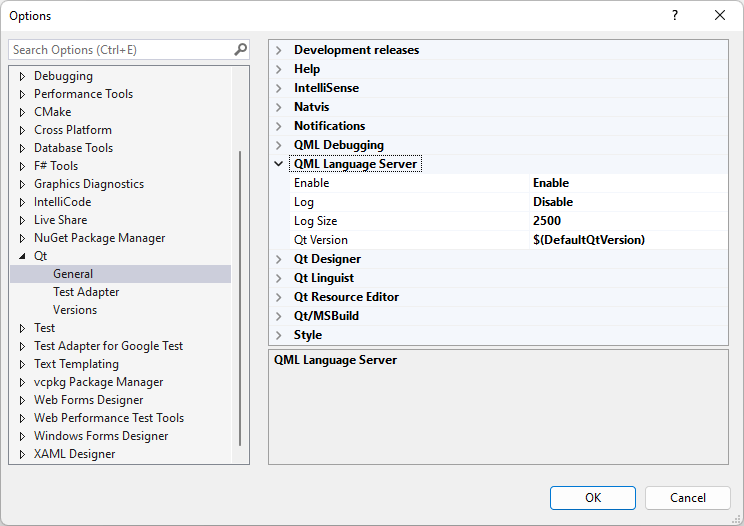 Options
Search Options (Ctrl+E)
Debugging
Performance Tools
CMake
Cross Platform
Database Tools
F# Tools
Graphics Diagnostics
IntelliCode
Live Share
NuGet Package Manager
Qt
General
Test Adapter
Versions
Test
Test Adapter for Google Test
Text Templating
vcpkg Package Manager
Web Forms Designer
Web Performance Test Tools
Windows Forms Designer
XAML Designer
Development releases
Help
IntelliSense
Natvis
Notifications
QML Debugging
QML Language Server
Enable Enable
Log Disable
Log Size 2500
Qt Version $(DefaultQtVersion)
Qt Designer
Qt Linguist
Qt Resource Editor
Qt/MSBuild
Style
QML Language Server
OK Cancel